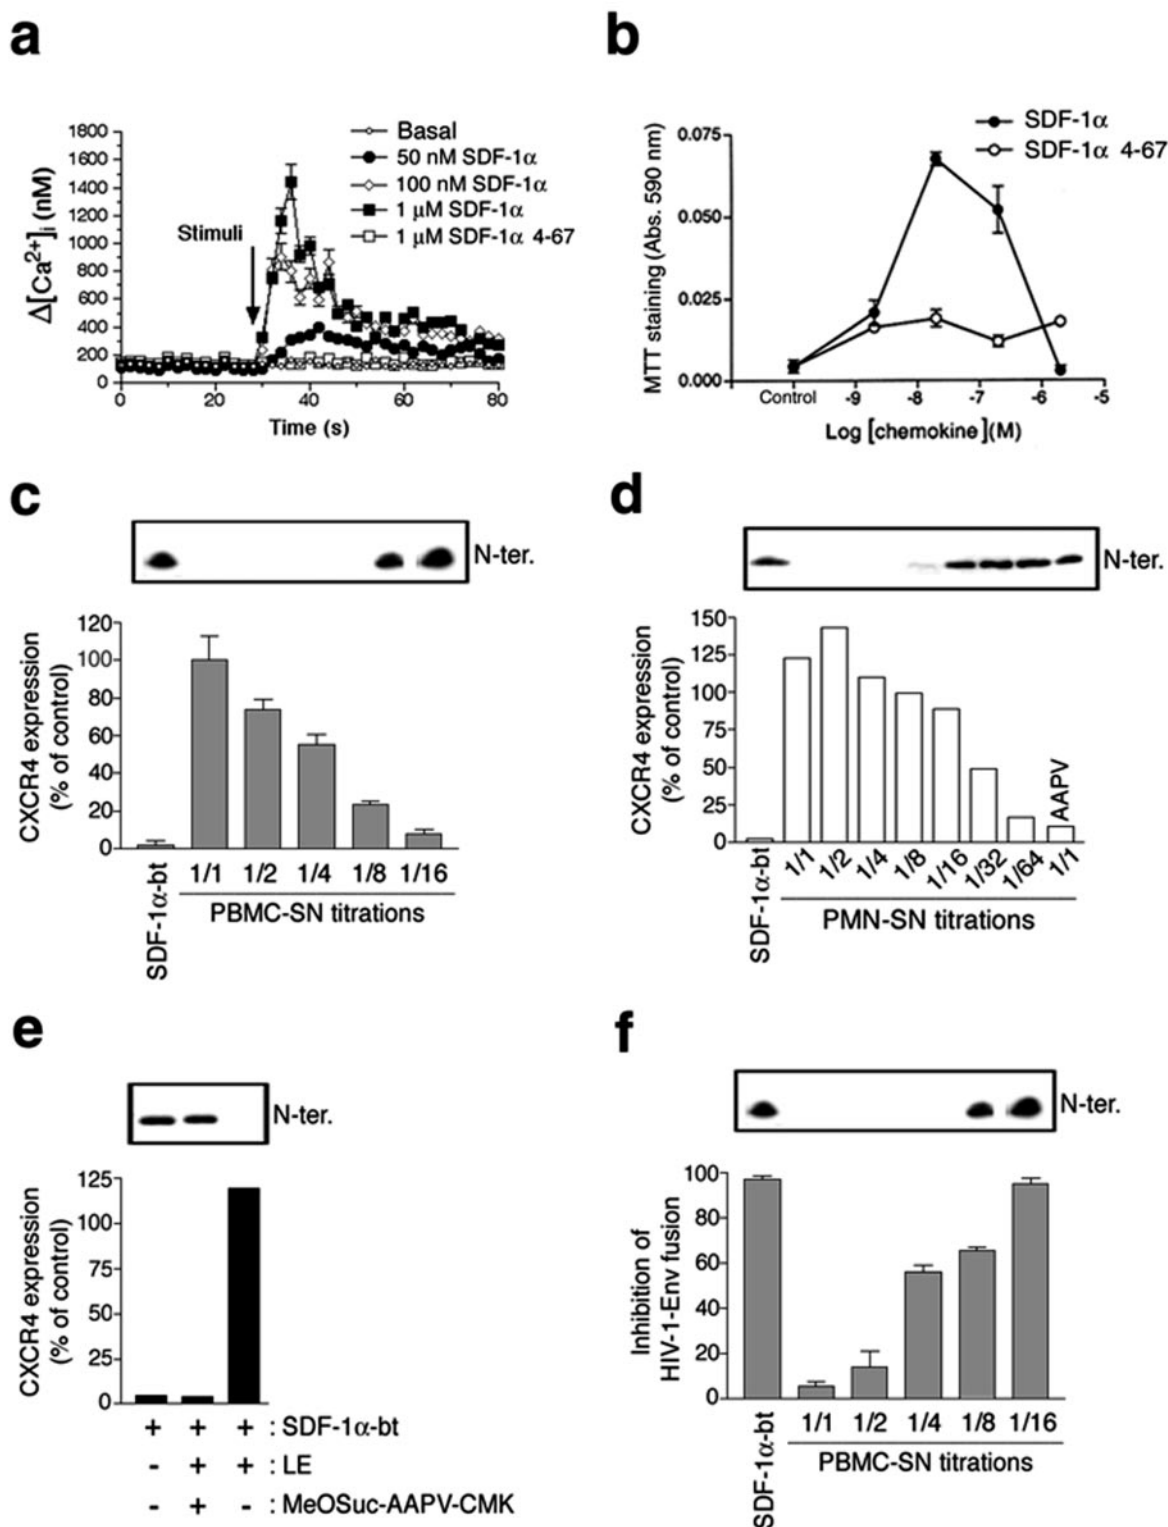 a
1800
1600
1400
1200
1000
800
600
400
200
0
Δ[Ca²⁺]i (nM)
Stimuli
Basal
50 nM SDF-1α
100 nM SDF-1α
1 μM SDF-1α
1 μM SDF-1α 4-67
0 20 40 60 80
Time (s)
b
SDF-1α
SDF-1α 4-67
MTT staining (Abs. 590 nm)
0.075
0.050
0.025
0.000
Control -9 -8 -7 -6 -5
Log [chemokine](M)
c
N-ter.
CXCR4 expression
(% of control)
120
100
80
60
40
20
0
SDF-1α-bt
1/1 1/2 1/4 1/8 1/16
PBMC-SN titrations
d
N-ter.
CXCR4 expression
(% of control)
150
125
100
75
50
25
0
AAPV
SDF-1α-bt
1/1 1/2 1/4 1/8 1/16 1/32 1/64 1/1
PMN-SN titrations
e
N-ter.
CXCR4 expression
(% of control)
125
100
75
50
25
0
+ + + : SDF-1α-bt
- + + : LE
- + - : MeOSuc-AAPV-CMK
f
N-ter.
Inhibition of
HIV-1-Env fusion
100
80
60
40
20
0
SDF-1α-bt
1/1 1/2 1/4 1/8 1/16
PBMC-SN titrations